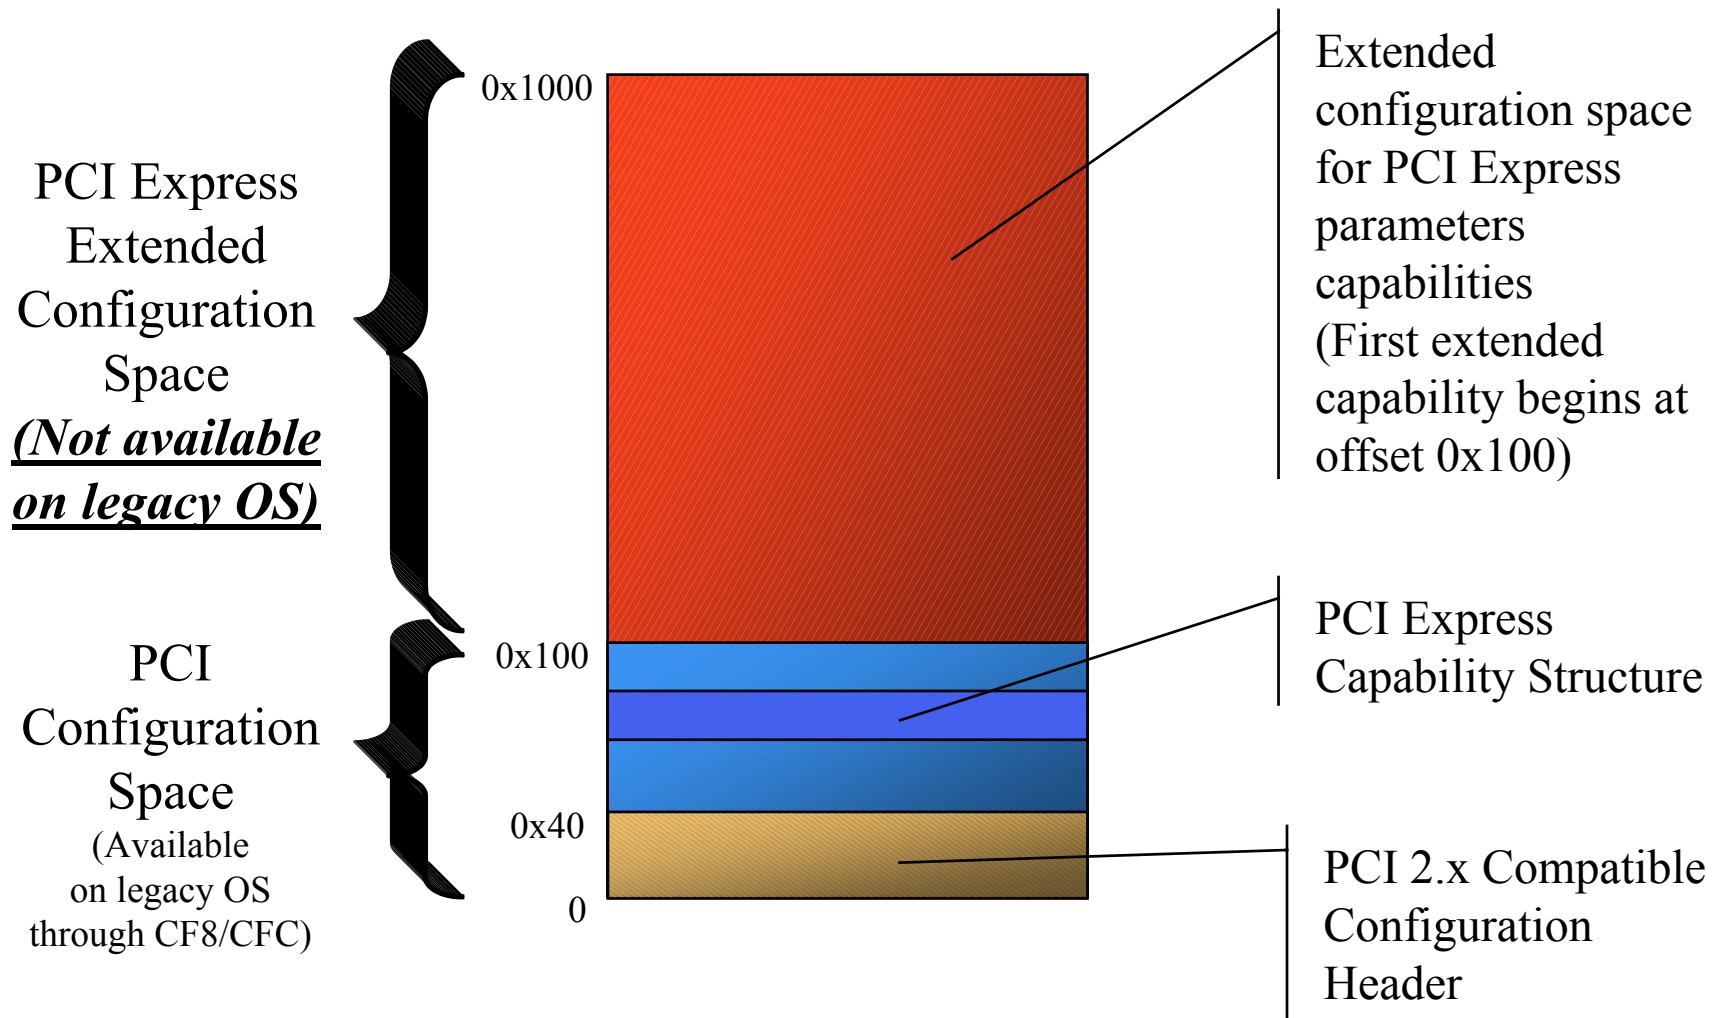 PCI Express
Extended
Configuration
Space
(Not available
on legacy OS)
PCI
Configuration
Space
(Available
on legacy OS
through CF8/CFC)
0x1000
0x100
0x40
0
Extended
configuration space
for PCI Express
parameters
capabilities
(First extended
capability begins at
offset 0x100)
PCI Express
Capability Structure
PCI 2.x Compatible
Configuration
Header